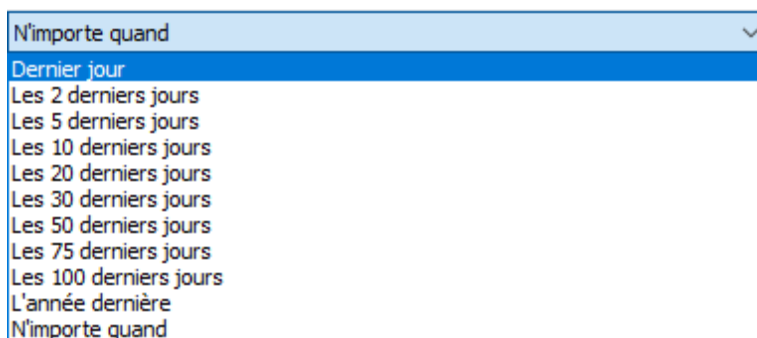 N'importe quand
Dernier jour
Les 2 derniers jours
Les 5 derniers jours
Les 10 derniers jours
Les 20 derniers jours
Les 30 derniers jours
Les 50 derniers jours
Les 75 derniers jours
Les 100 derniers jours
L'année dernière
N'importe quand